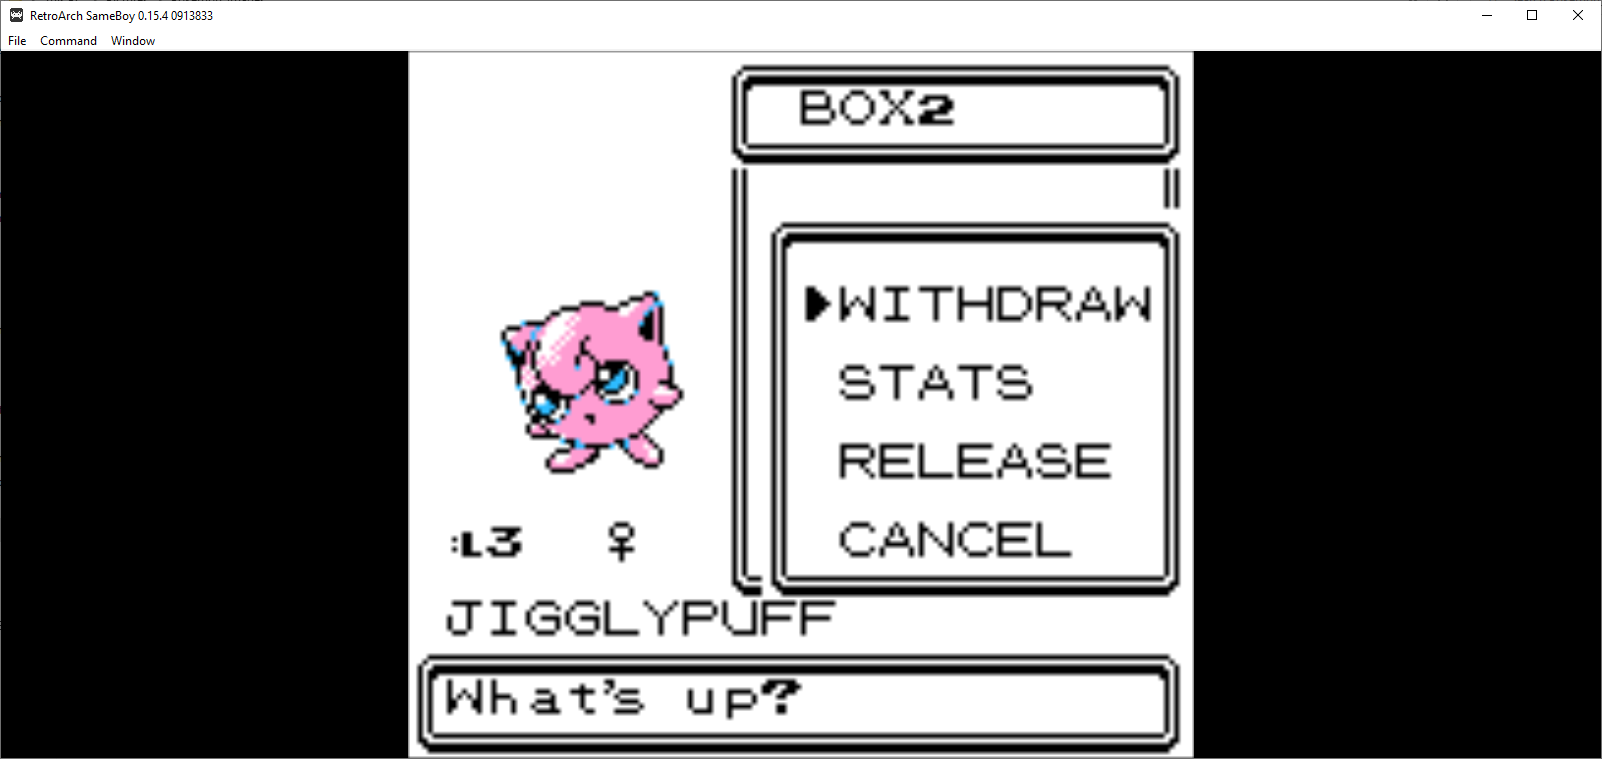 RetroArch SameBoy 0.15.4 0913833
File Command Window
BOX2
▶WITHDRAW
STATS
RELEASE
CANCEL
:L3 ♀
JIGGLYPUFF
What's up?